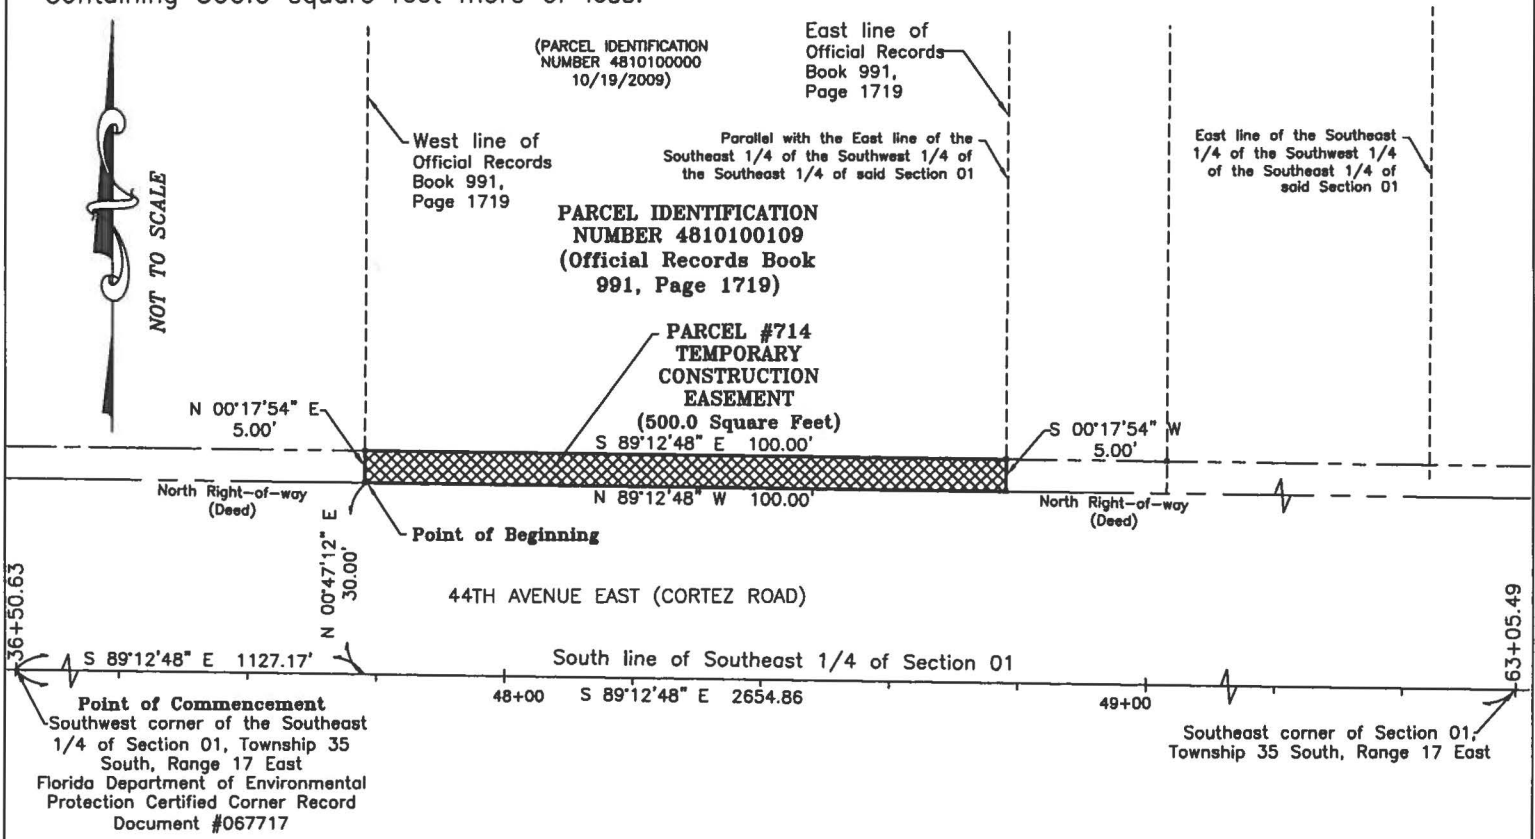 Containing 500.0 square feet more or less.
(PARCEL IDENTIFICATION
NUMBER 4810100000
10/19/2009)
East line of
Official Records
Book 991,
Page 1719
West line of
Official Records
Book 991,
Page 1719
Parallel with the East line of the
Southeast 1/4 of the Southwest 1/4 of
the Southeast 1/4 of said Section 01
East line of the Southeast
1/4 of the Southwest 1/4
of the Southeast 1/4 of
said Section 01
NOT TO SCALE
PARCEL IDENTIFICATION
NUMBER 4810100109
(Official Records Book
991, Page 1719)
PARCEL #714
TEMPORARY
CONSTRUCTION
EASEMENT
(500.0 Square Feet)
N 00°17'54" E
5.00'
S 89°12'48" E 100.00'
S 00°17'54" W
5.00'
North Right-of-way
(Deed)
N 89°12'48" W 100.00'
North Right-of-way
(Deed)
Point of Beginning
N 00°47'12" E
30.00'
44TH AVENUE EAST (CORTEZ ROAD)
36+50.63
S 89°12'48" E 1127.17'
South line of Southeast 1/4 of Section 01
63+05.49
48+00
S 89°12'48" E 2654.86
49+00
Point of Commencement
Southwest corner of the Southeast
1/4 of Section 01, Township 35
South, Range 17 East
Florida Department of Environmental
Protection Certified Corner Record
Document #067717
Southeast corner of Section 01,
Township 35 South, Range 17 East